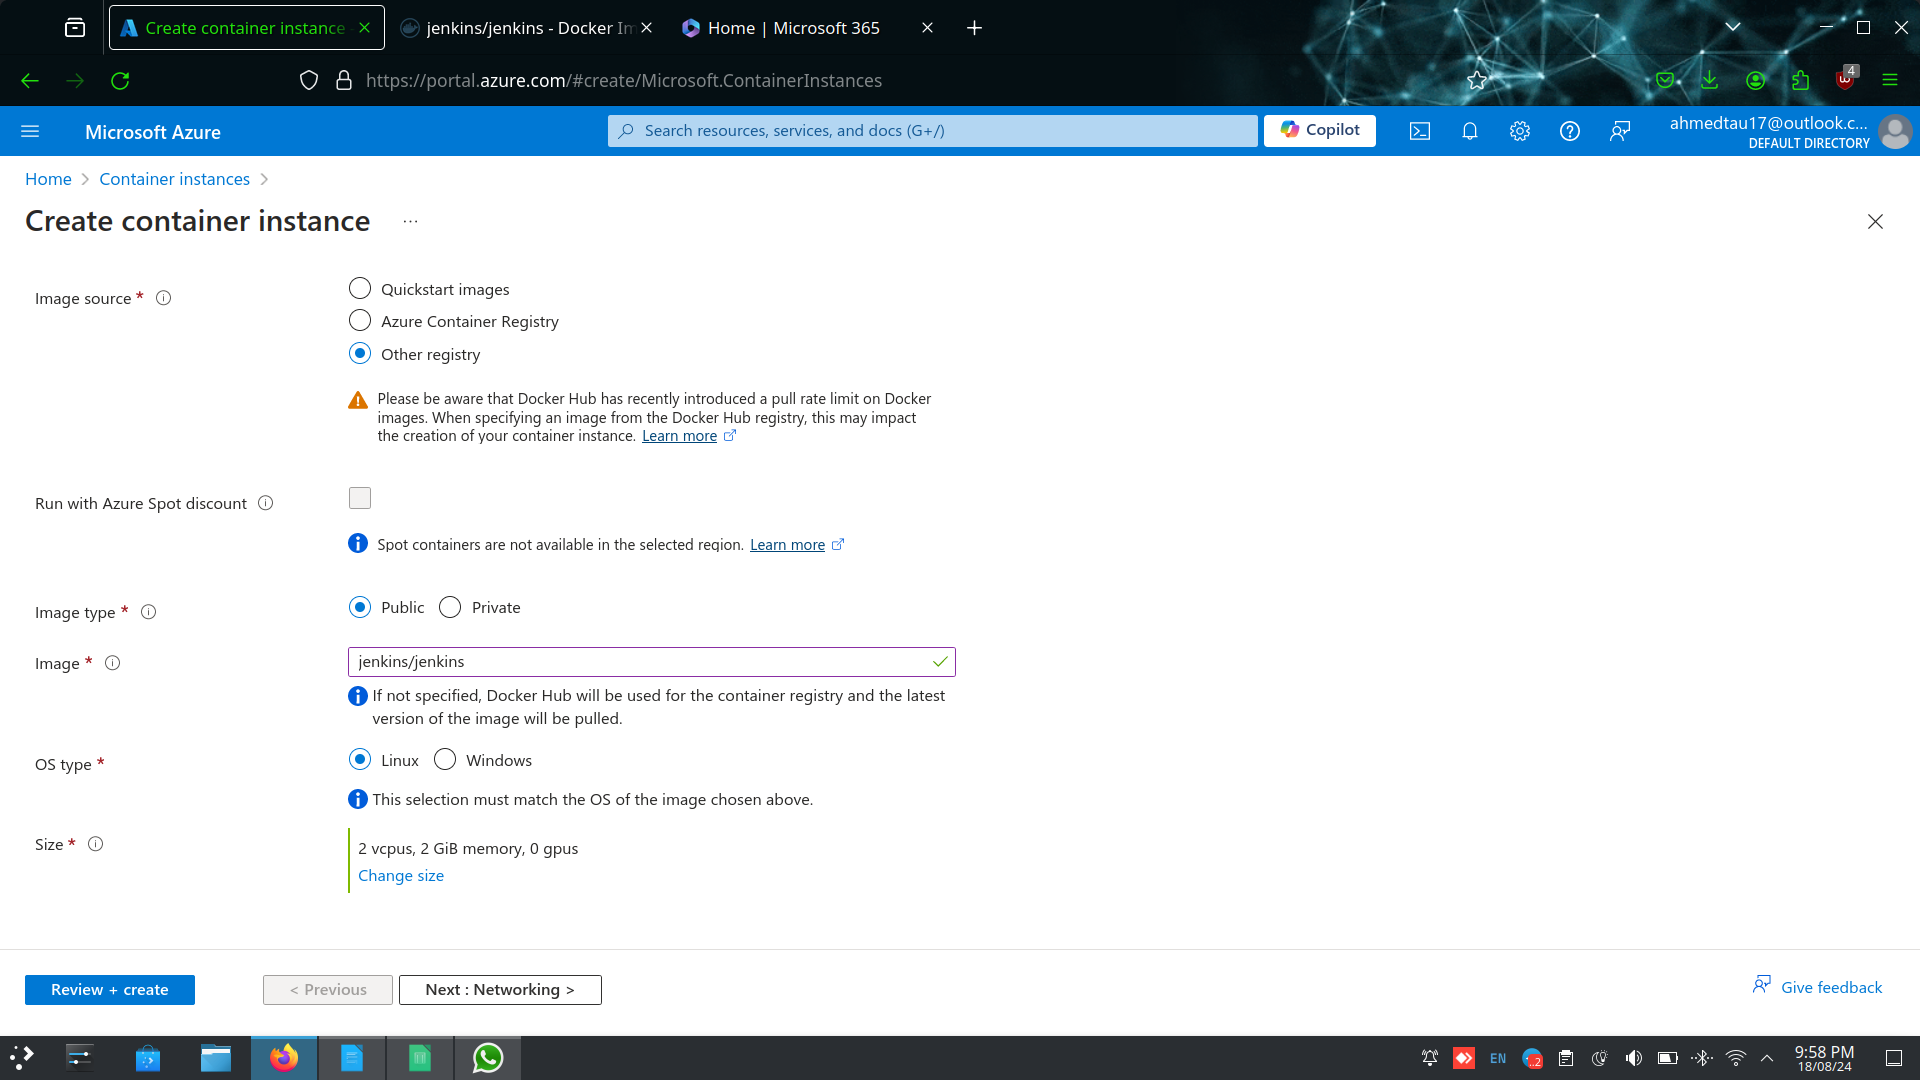 Create container instance
jenkins/jenkins - Docker Im
Home | Microsoft 365
https://portal.azure.com/#create/Microsoft.ContainerInstances
4
Microsoft Azure
Search resources, services, and docs (G+/)
Copilot
ahmedtau17@outlook.c...
DEFAULT DIRECTORY
Home
Container instances
Create container instance
...
Image source *
Quickstart images
Azure Container Registry
Other registry
Please be aware that Docker Hub has recently introduced a pull rate limit on Docker
images. When specifying an image from the Docker Hub registry, this may impact
the creation of your container instance. Learn more
Run with Azure Spot discount
Spot containers are not available in the selected region. Learn more
Image type *
Public
Private
Image *
jenkins/jenkins
If not specified, Docker Hub will be used for the container registry and the latest
version of the image will be pulled.
OS type *
Linux
Windows
This selection must match the OS of the image chosen above.
Size *
2 vcpus, 2 GiB memory, 0 gpus
Change size
Review + create
< Previous
Next : Networking >
Give feedback
EN
9:58 PM
18/08/24